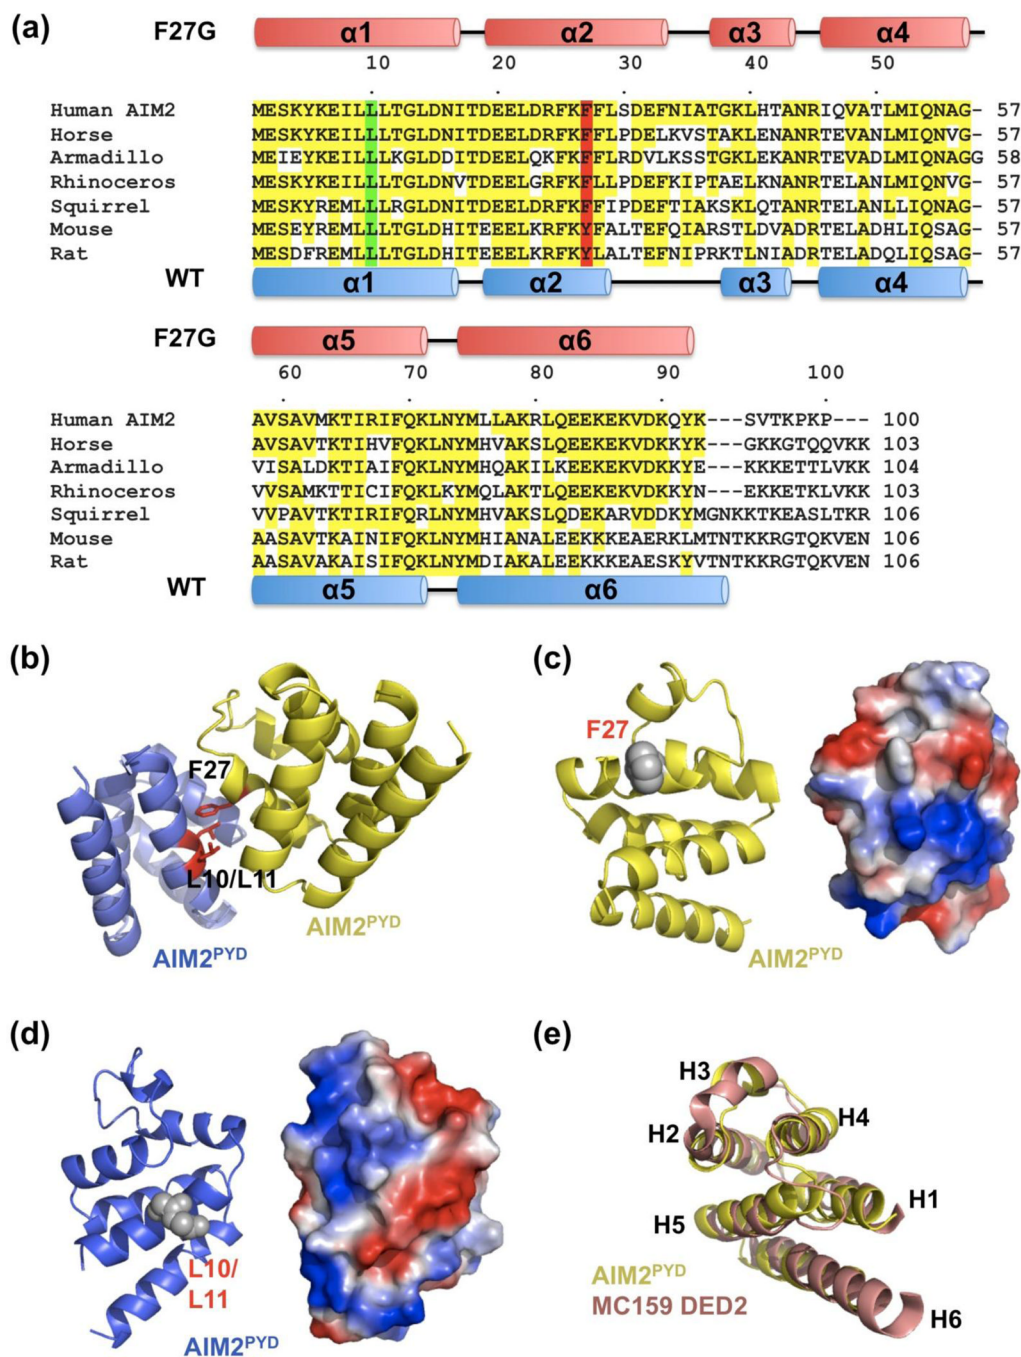 (a)
F27G α1 α2 α3 α4
10 20 30 40 50
Human AIM2 MESKYKEILLLTGLDNITDEELDRFKFFLSDEFNIATGKLHTANRIQVATLMIQNAG- 57
Horse MESKYKEILLLTGLDNITDEELDRFKFFLPDELKVSTAKLENANRTEVANLMIQNVG- 57
Armadillo MEIEYKEILLLKGLDDITDEELQKFKFFLRDVLKSSTGKLEKANRTEVADLMIQNAGG 58
Rhinoceros MESKYKEILLLTGLDNVTDEELGRFKFLLPDEFKIPTAELKNANRTELANLMIQNVG- 57
Squirrel MESKYREMLLLRGLDNITDEELDRFKFFIPDEFTIAKSKLQTANRTELANLLIQNAG- 57
Mouse MESEYREMLLLTGLDHITEEELKRFKYFALTEFQIARSTLDVADRTELADHLIQSAG- 57
Rat MESDFREMLLLTGLDHITEEELKRFKYLALTEFNIPRKTLNIADRTELADQLIQSAG- 57
WT α1 α2 α3 α4
F27G α5 α6
60 70 80 90 100
Human AIM2 AVSAVMKTIRIFQKLNYMLLAKRLQEEKEKVDKQYK---SVTKPKP--- 100
Horse AVSAVTKTIHVFQKLNYMHVAKSLQEEKEKVDKKYK---GKKGTQQVKK 103
Armadillo VISALDKTIAIFQKLNYMHQAKILKEEKEKVDKKYE---KKKETTLVKK 104
Rhinoceros VVSAMKTTICIFQKLKYMQLAKTLQEEKEKVDKKYN---EKKETKLVKK 103
Squirrel VVPAVTKTIRIFQRLNYMHVAKSLQDEKARVDDKYMGNKKTKEASLTKR 106
Mouse AASAVTKAINIFQKLNYMHIANALEEKKKEAERKLMTNTKKRGTQKVEN 106
Rat AASAVAKAISIFQKLNYMDIAKALEEKKKEAESKYVTNTKKRGTQKVEN 106
WT α5 α6
(b)
F27
L10/L11
AIM2PYD
AIM2PYD
(c)
F27
AIM2PYD
(d)
L10/
L11
AIM2PYD
(e)
H3
H4
H2
H1
H5
AIM2PYD
MC159 DED2
H6